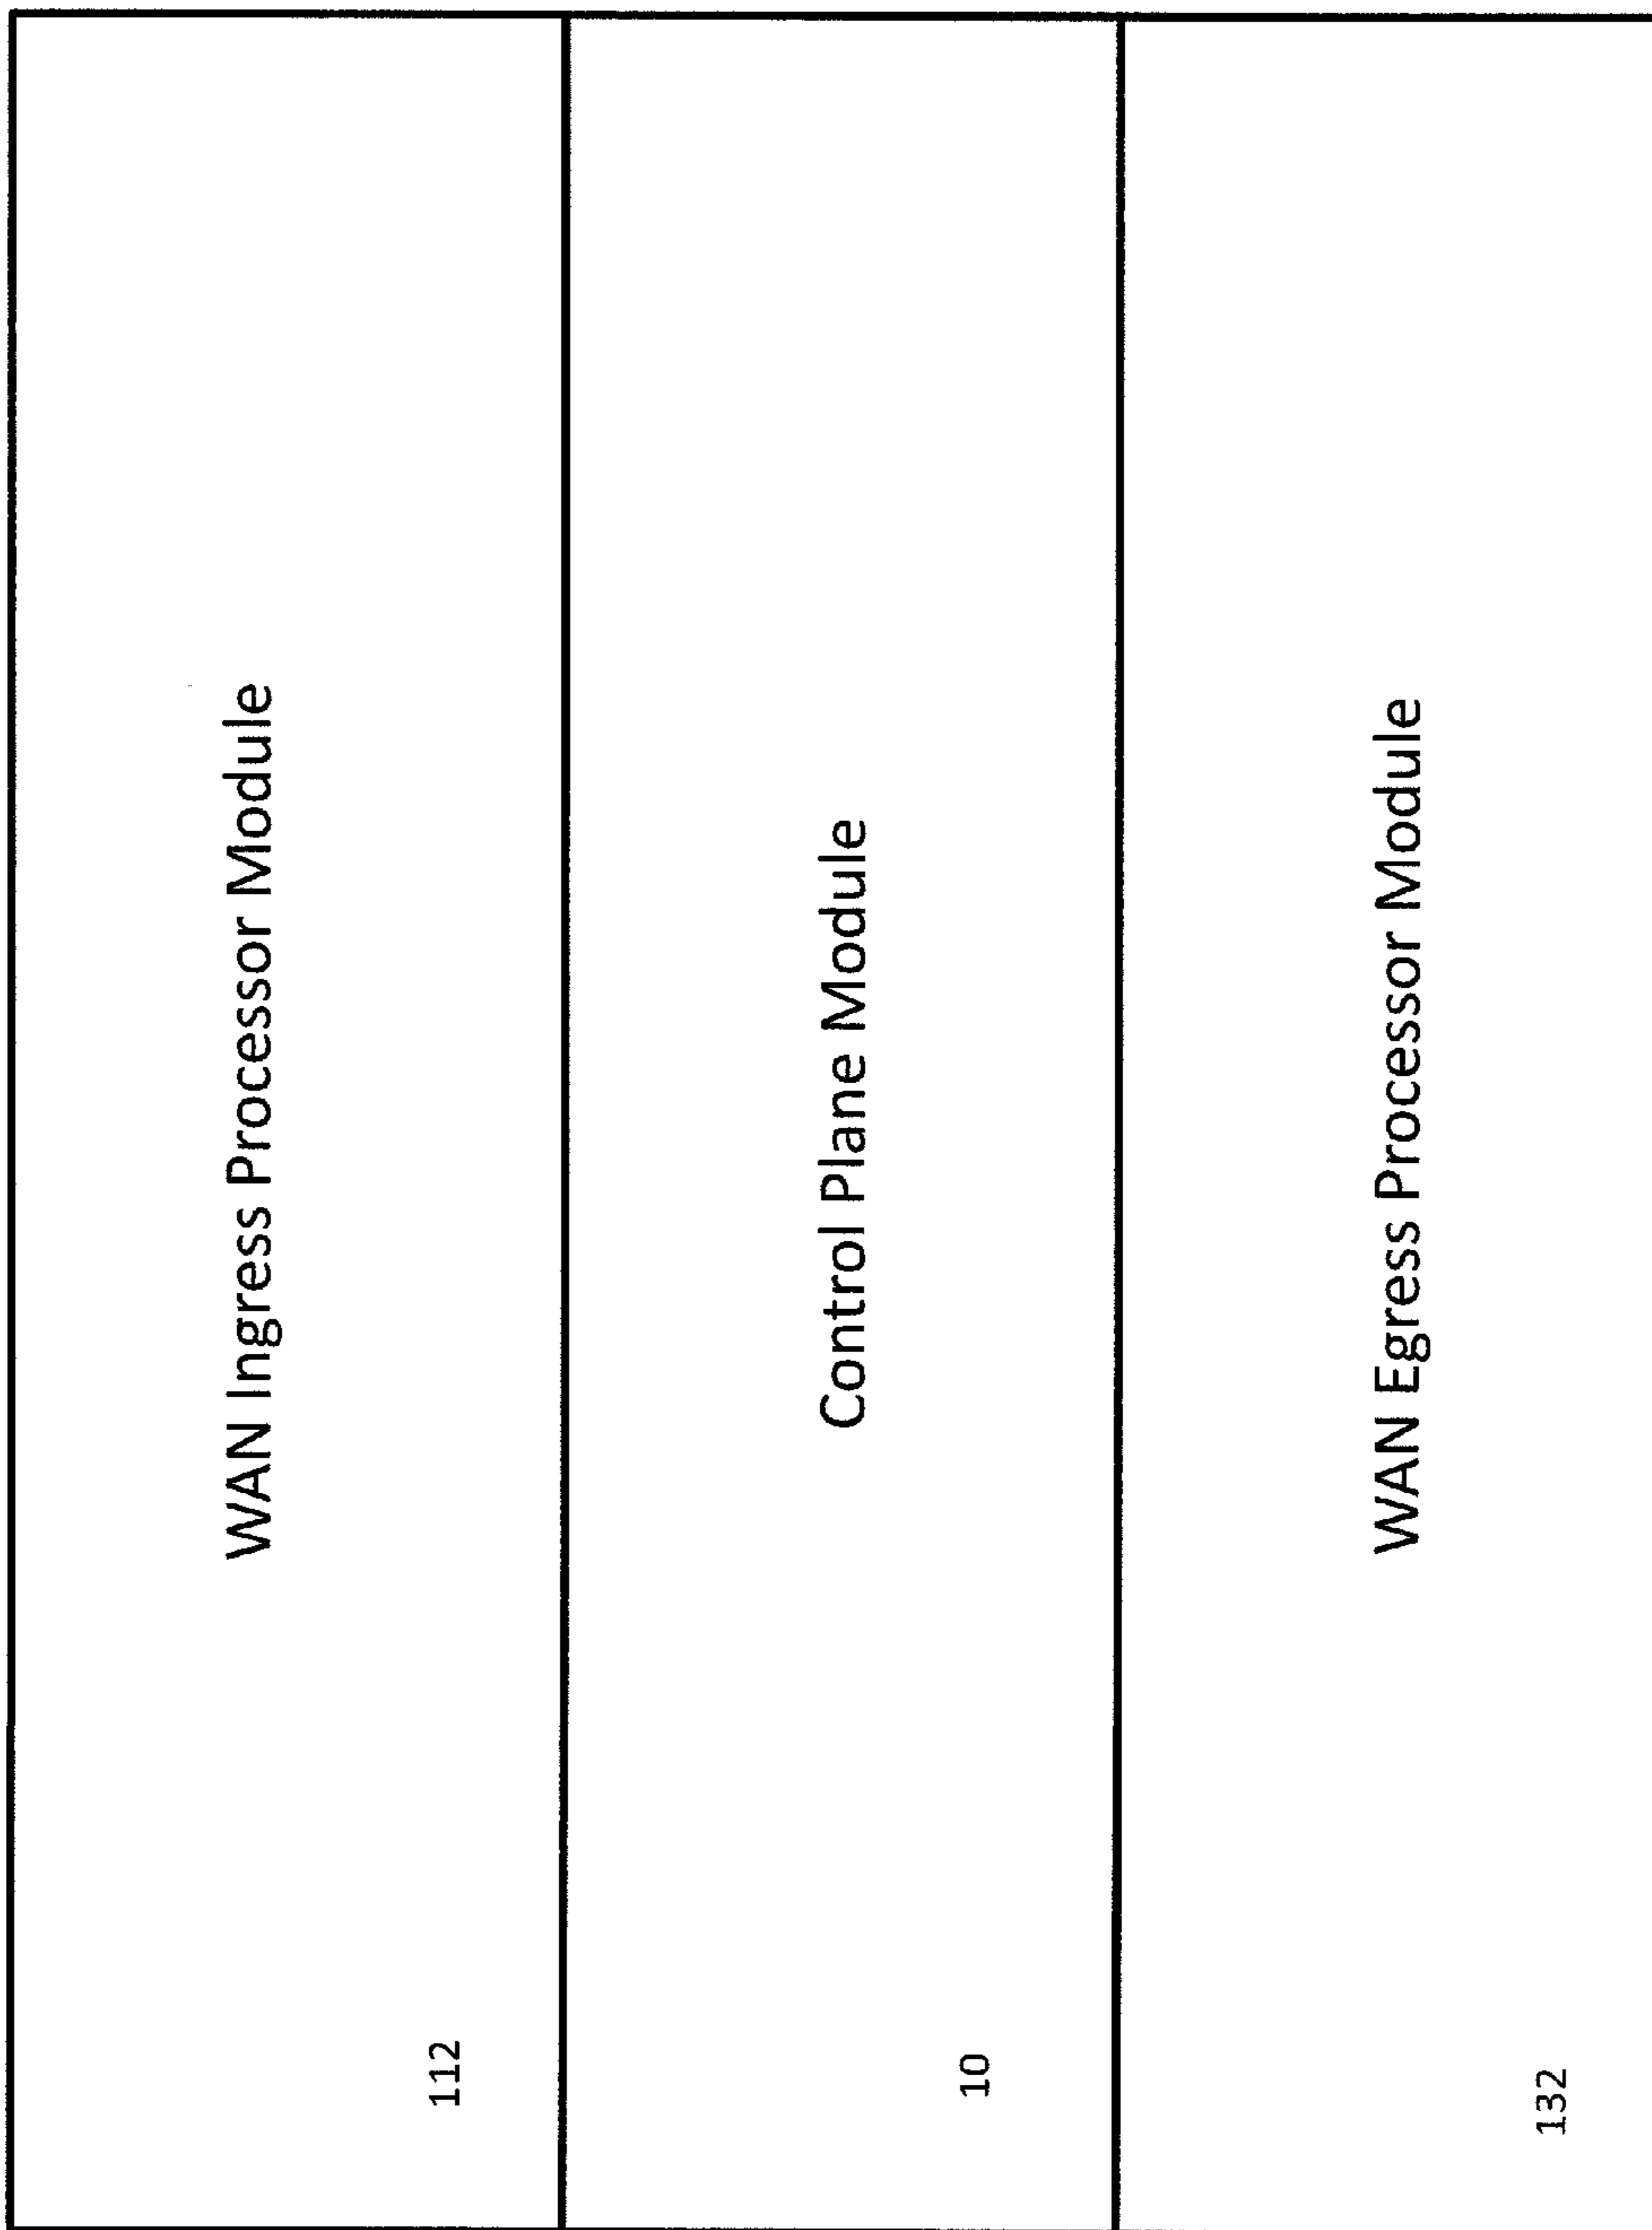 WAN Ingress Processor Module
112
Control Plane Module
10
WAN Egress Processor Module
132